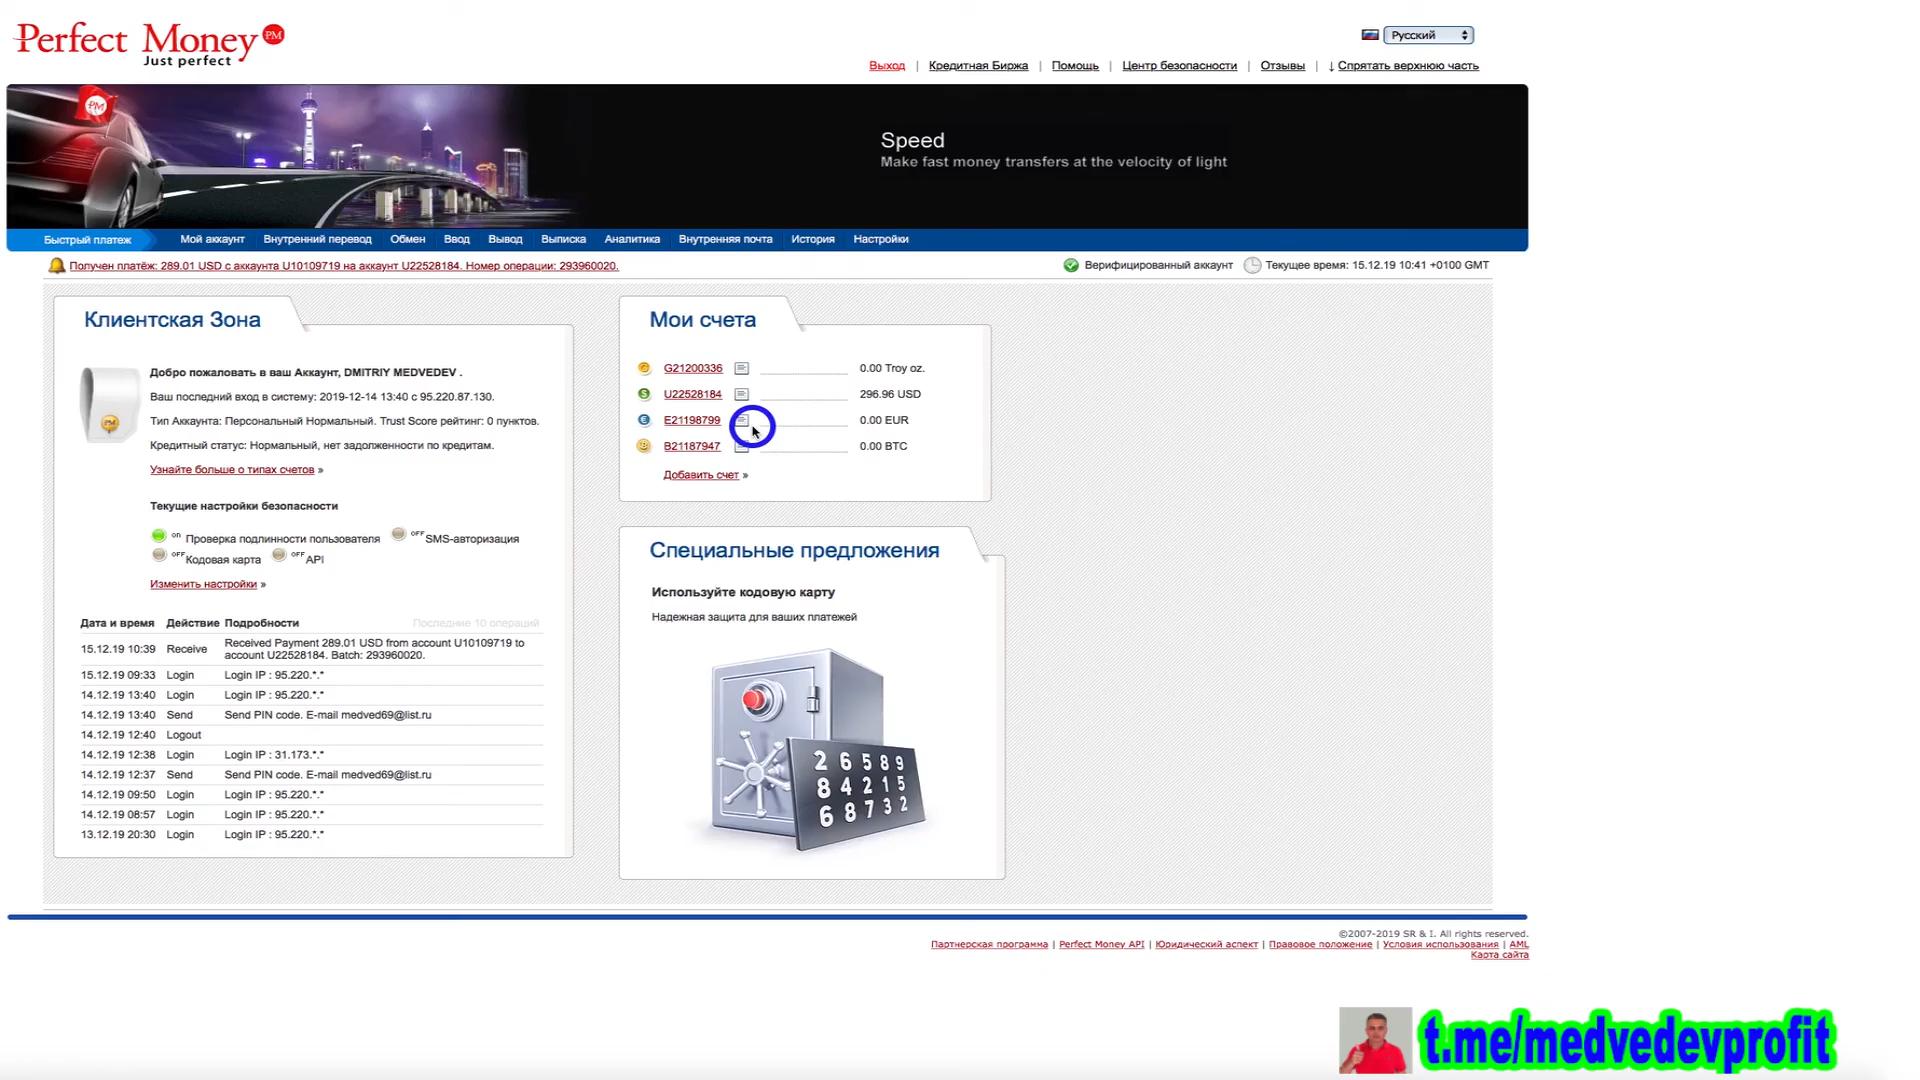 Perfect Money PM
Just perfect
Русский
Выход | Кредитная Биржа | Помощь | Центр безопасности | Отзывы | ↓ Спрятать верхнюю часть
PM
Speed
Make fast money transfers at the velocity of light
Быстрый платеж Мой аккаунт Внутренний перевод Обмен Ввод Вывод Выписка Аналитика Внутренняя почта История Настройки
Получен платёж: 289.01 USD с аккаунта U10109719 на аккаунт U22528184. Номер операции: 293960020.
Верифицированный аккаунт Текущее время: 15.12.19 10:41 +0100 GMT
Клиентская Зона
Добро пожаловать в ваш Аккаунт, DMITRIY MEDVEDEV .
Ваш последний вход в систему: 2019-12-14 13:40 с 95.220.87.130.
PM
Тип Аккаунта: Персональный Нормальный. Trust Score рейтинг: 0 пунктов.
Кредитный статус: Нормальный, нет задолженности по кредитам.
Узнайте больше о типах счетов »
Текущие настройки безопасности
on Проверка подлинности пользователя OFF SMS-авторизация
OFF Кодовая карта OFF API
Изменить настройки »
Дата и время Действие Подробности Последние 10 операций
15.12.19 10:39 Receive Received Payment 289.01 USD from account U10109719 to
account U22528184. Batch: 293960020.
15.12.19 09:33 Login Login IP : 95.220.*.*
14.12.19 13:40 Login Login IP : 95.220.*.*
14.12.19 13:40 Send Send PIN code. E-mail medved69@list.ru
14.12.19 12:40 Logout
14.12.19 12:38 Login Login IP : 31.173.*.*
14.12.19 12:37 Send Send PIN code. E-mail medved69@list.ru
14.12.19 09:50 Login Login IP : 95.220.*.*
14.12.19 08:57 Login Login IP : 95.220.*.*
13.12.19 20:30 Login Login IP : 95.220.*.*
Мои счета
G21200336 0.00 Troy oz.
U22528184 296.96 USD
E21198799 0.00 EUR
B21187947 0.00 BTC
Добавить счет »
Специальные предложения
Используйте кодовую карту
Надежная защита для ваших платежей
2 6 5 8 9
8 4 2 1 5
6 8 7 3 2
©2007-2019 SR & I. All rights reserved.
Партнерская программа | Perfect Money API | Юридический аспект | Правовое положение | Условия использования | AML
Карта сайта
t.me/medvedevprofit